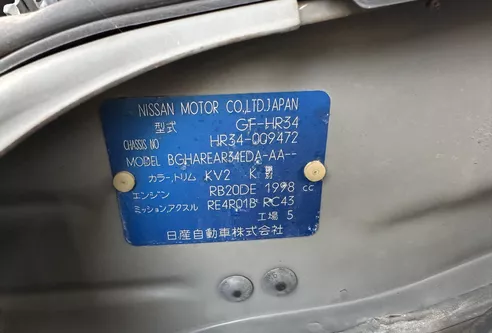 NISSAN MOTOR CO.,LTD.JAPAN
型式 GF-HR34
CHASSIS NO HR34-009472
MODEL BGHAREAR34EDA-AA--
カラー,トリム KV2 K
エンジン RB20DE 1998 cc
ミッション,アクスル RE4R01B RC43
工場 5
日産自動車株式会社